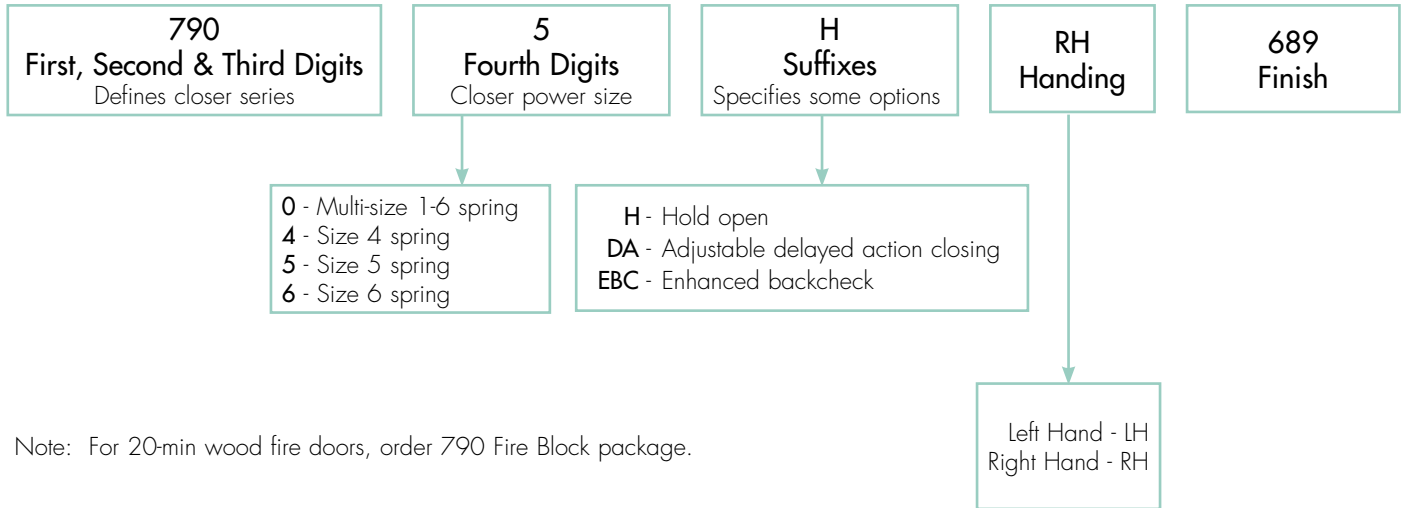 790
First, Second & Third Digits
Defines closer series
5
Fourth Digits
Closer power size
H
Suffixes
Specifies some options
RH
Handing
689
Finish
0 - Multi-size 1-6 spring
4 - Size 4 spring
5 - Size 5 spring
6 - Size 6 spring
H - Hold open
DA - Adjustable delayed action closing
EBC - Enhanced backcheck
Left Hand - LH
Right Hand - RH
Note: For 20-min wood fire doors, order 790 Fire Block package.